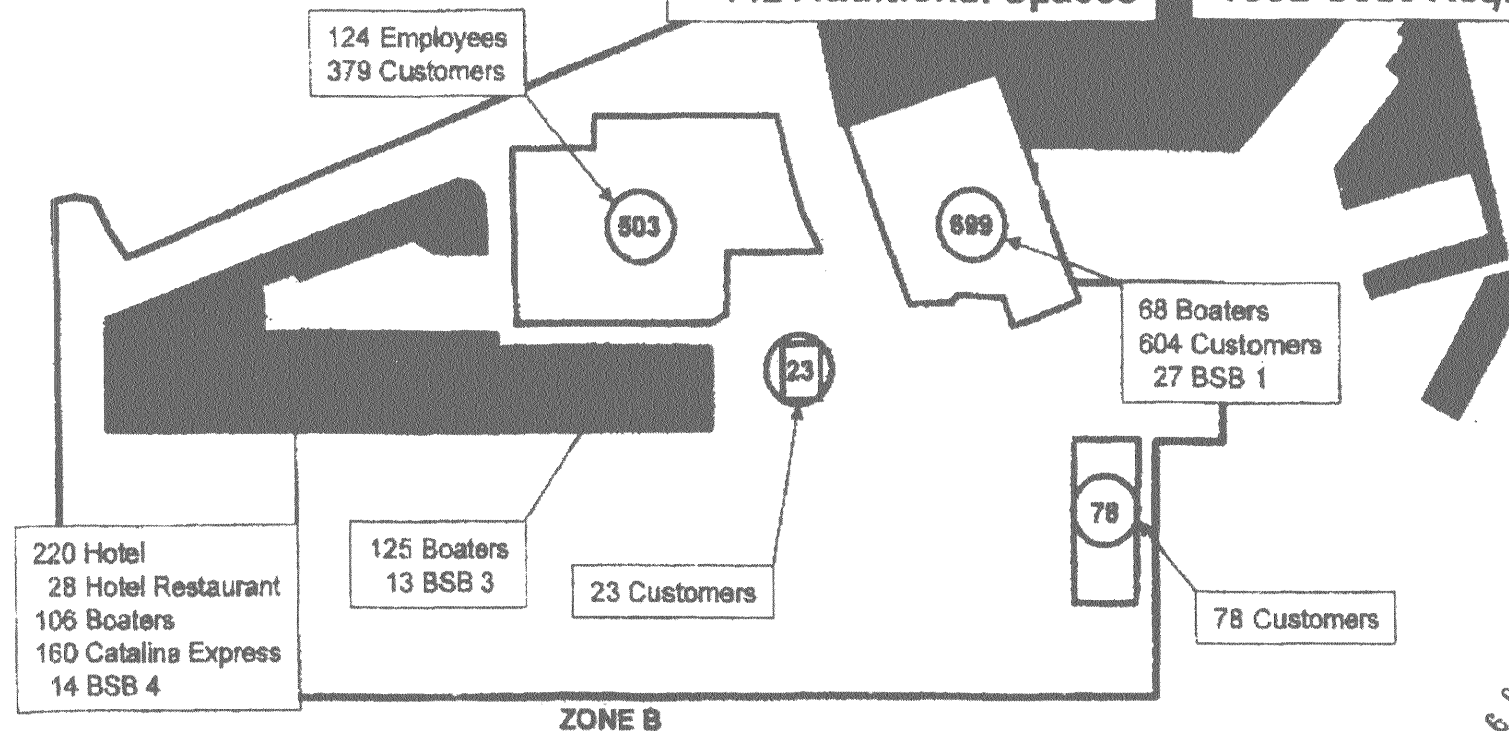 124 Employees
379 Customers
503
699
68 Boaters
604 Customers
27 BSB 1
23
78
220 Hotel
28 Hotel Restaurant
106 Boaters
160 Catalina Express
14 BSB 4
125 Boaters
13 BSB 3
23 Customers
78 Customers
ZONE B